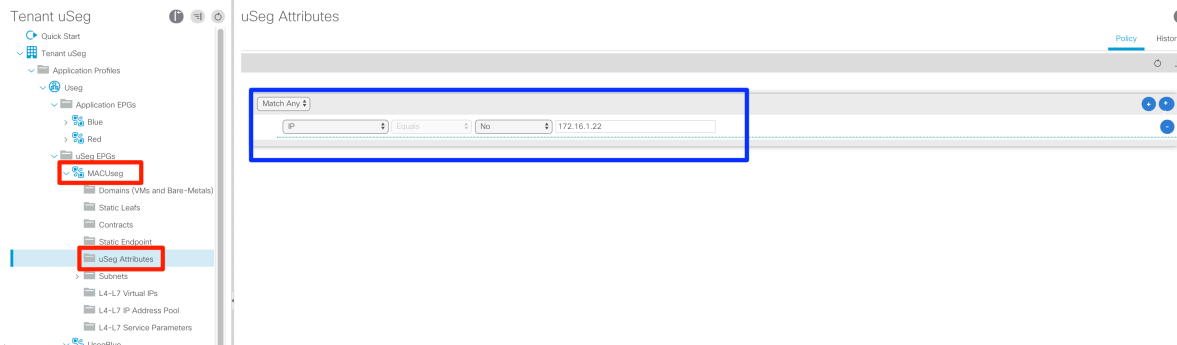 Tenant uSeg
Quick Start
Tenant uSeg
Application Profiles
Useg
Application EPGs
Blue
Red
uSeg EPGs
MACUseg
Domains (VMs and Bare-Metals)
Static Leafs
Contracts
Static Endpoint
uSeg Attributes
Subnets
L4-L7 Virtual IPs
L4-L7 IP Address Pool
L4-L7 Service Parameters
UsegBlue
uSeg Attributes
Policy Histor
Match Any
IP Equals No 172.16.1.22